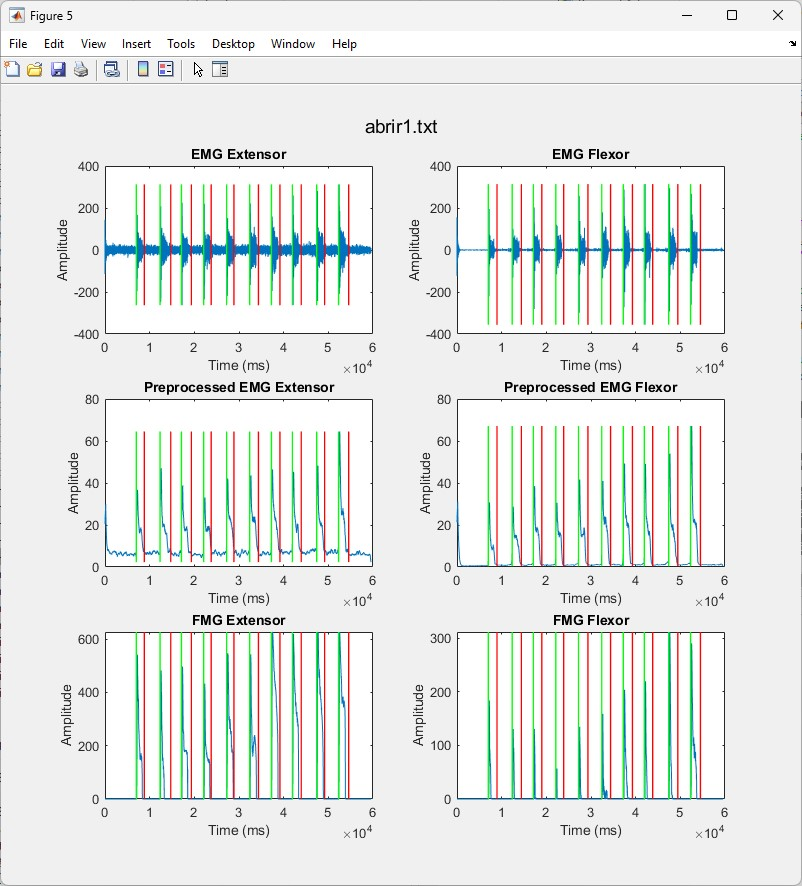 Figure 5
File Edit View Insert Tools Desktop Window Help
abrir1.txt
EMG Extensor
400
200
0
-200
-400
Amplitude
0 1 2 3 4 5 6
Time (ms)
×10^4
EMG Flexor
400
200
0
-200
-400
Amplitude
0 1 2 3 4 5 6
Time (ms)
×10^4
Preprocessed EMG Extensor
80
60
40
20
0
Amplitude
0 1 2 3 4 5 6
Time (ms)
×10^4
Preprocessed EMG Flexor
80
60
40
20
0
Amplitude
0 1 2 3 4 5 6
Time (ms)
×10^4
FMG Extensor
600
400
200
0
Amplitude
0 1 2 3 4 5 6
Time (ms)
×10^4
FMG Flexor
300
200
100
0
Amplitude
0 1 2 3 4 5 6
Time (ms)
×10^4